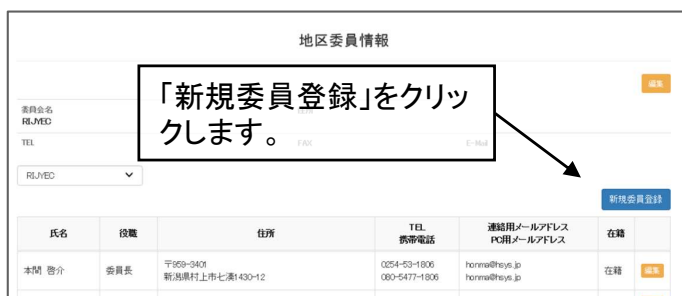 地区委員情報
編集
「新規委員登録」をクリッ
クします。
委員会名
RIJYEC
TEL
FAX
E-Mail
RIJYEC
新規委員登録
氏名 役職 住所 TEL 連絡用メールアドレス 在籍
携帯電話 PC用メールアドレス
本間 啓介 委員長 〒959-3401 0254-53-1806 honma@hsys.jp 在籍 編集
新潟県村上市七湊1430-12 080-5477-1806 honma@hsys.jp